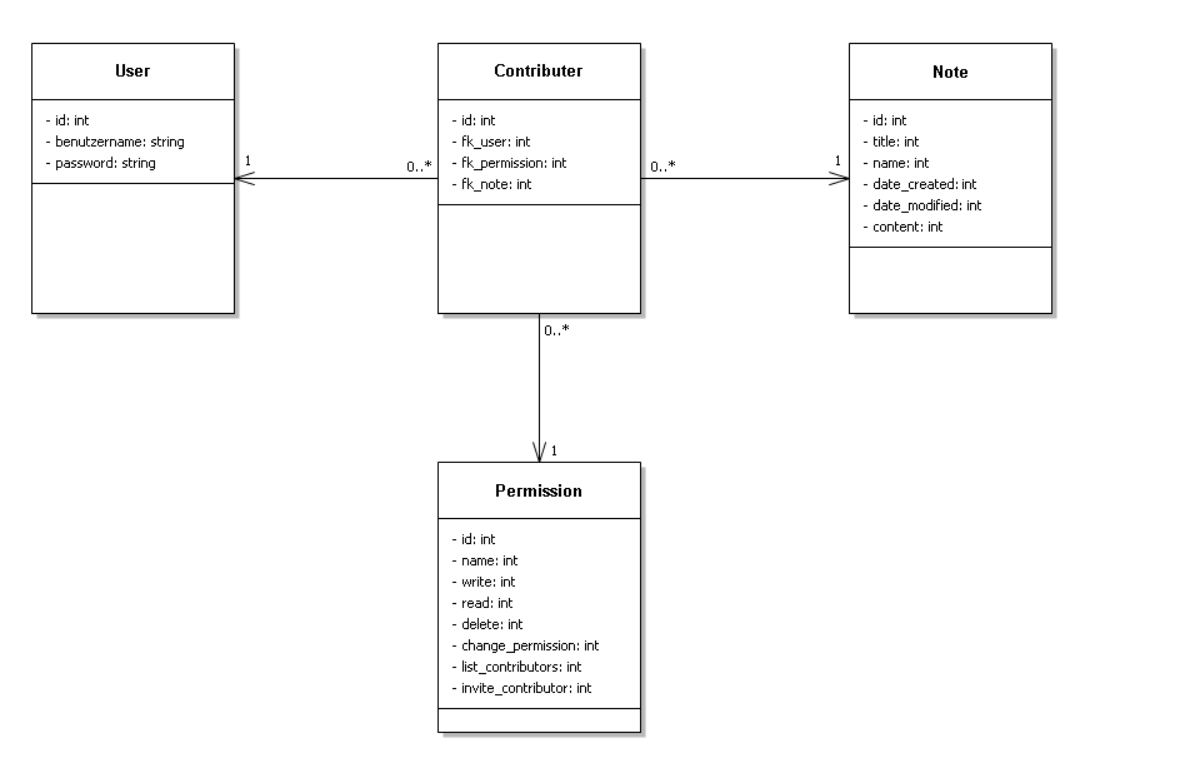 User
- id: int
- benutzername: string
- password: string
1
0..*
Contributer
- id: int
- fk_user: int
- fk_permission: int
- fk_note: int
0..*
1
Note
- id: int
- title: int
- name: int
- date_created: int
- date_modified: int
- content: int
0..*
1
Permission
- id: int
- name: int
- write: int
- read: int
- delete: int
- change_permission: int
- list_contributors: int
- invite_contributor: int